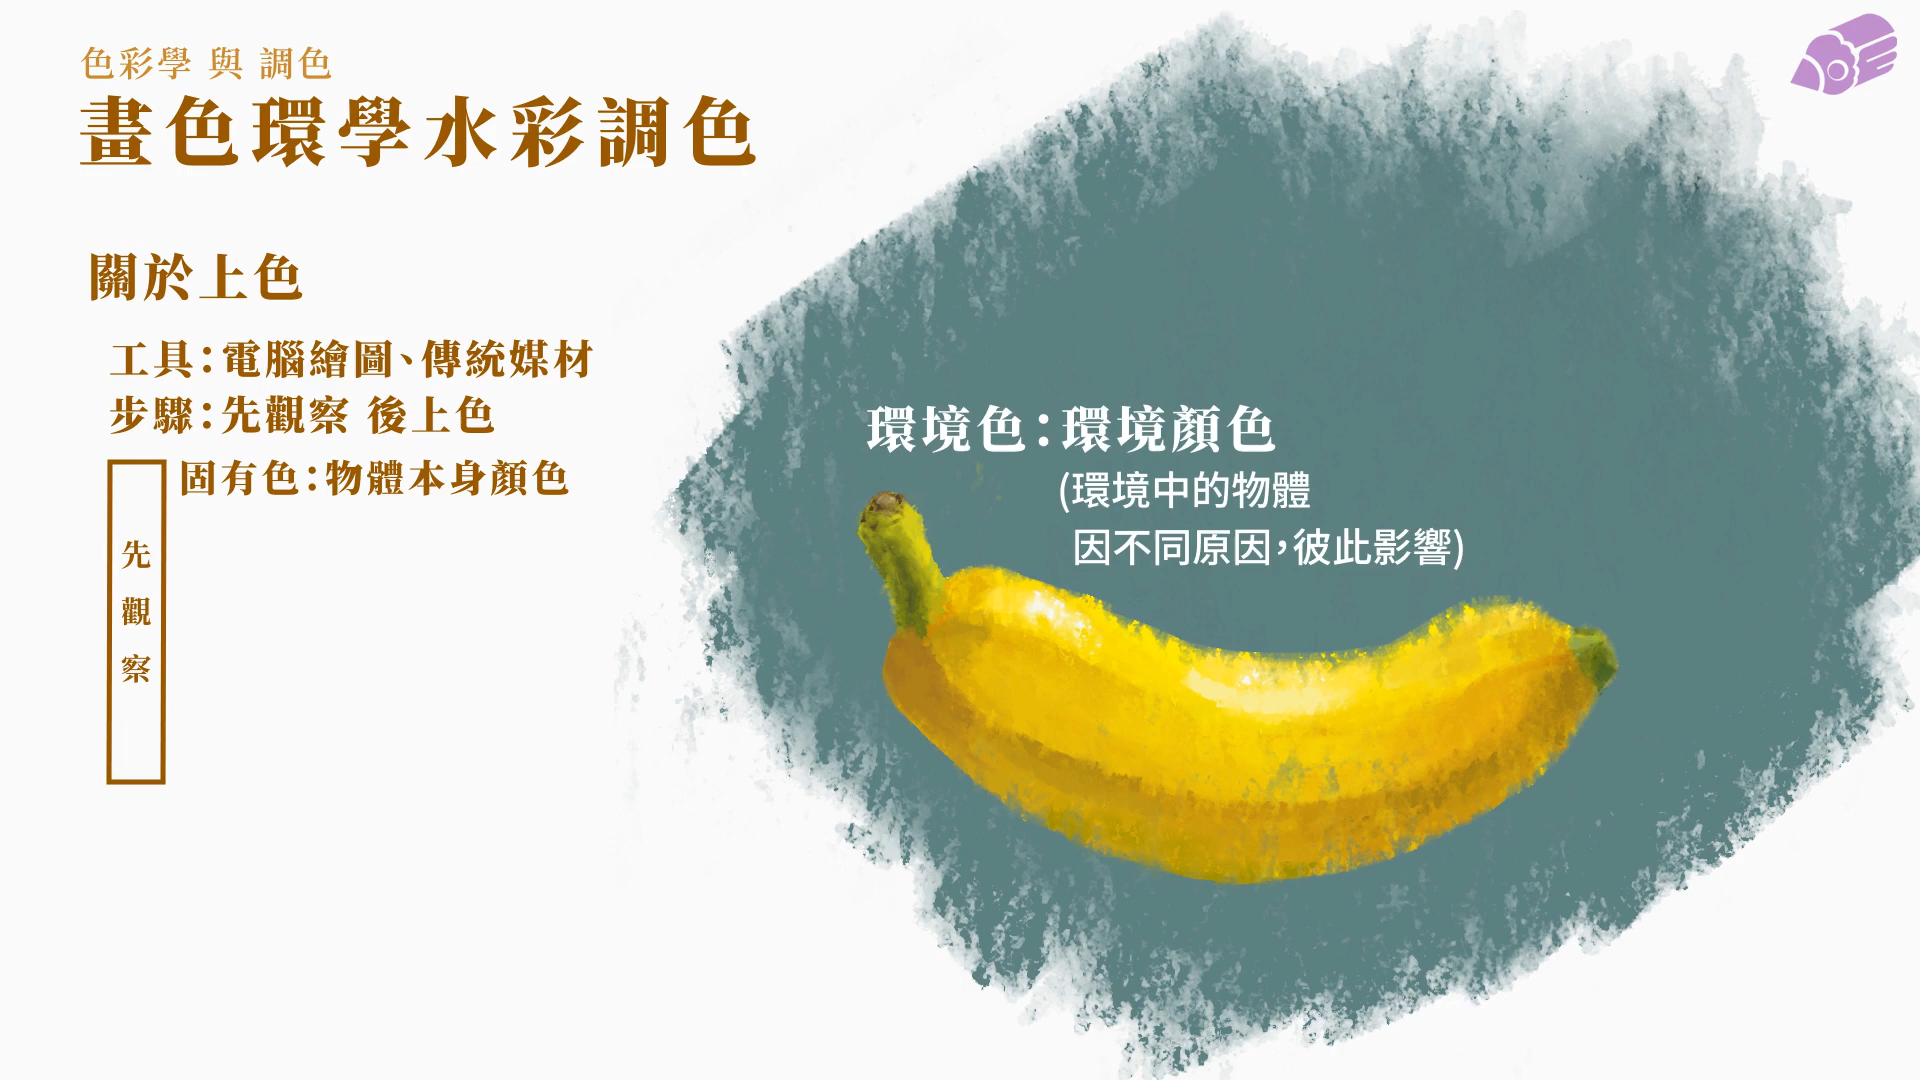 色彩學 與 調色
畫色環學水彩調色
關於上色
工具：電腦繪圖、傳統媒材
步驟：先觀察 後上色
固有色：物體本身顏色
先
觀
察
環境色：環境顏色
(環境中的物體
因不同原因，彼此影響)